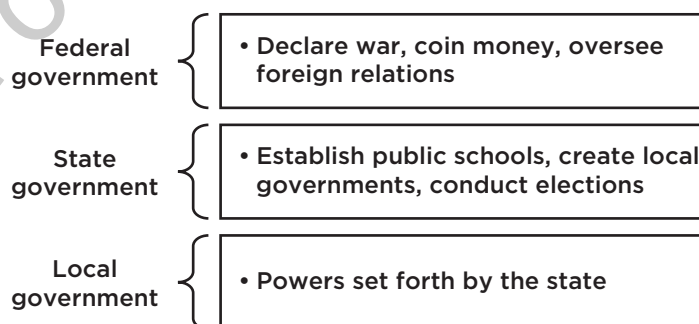 Federal
government
• Declare war, coin money, oversee
foreign relations
State
government
• Establish public schools, create local
governments, conduct elections
Local
government
• Powers set forth by the state